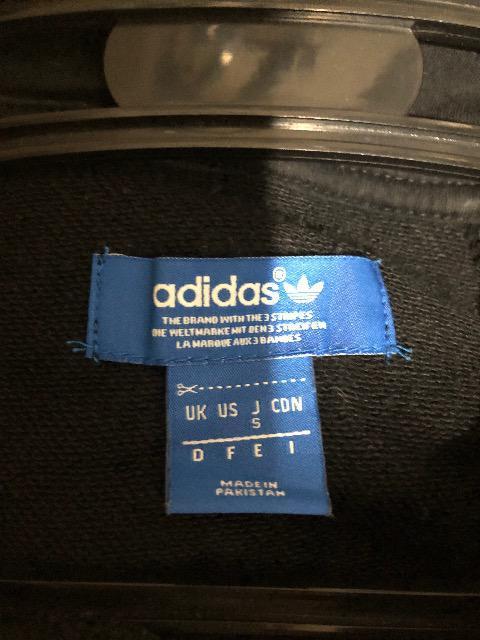 adidas®
THE BRAND WITH THE 3 STRIPES
DIE WELTMARKE MIT DEN 3 STREIFEN
LA MARQUE AUX 3 BANDES
UK US J CDN
S
D F E I
MADE IN
PAKISTAN